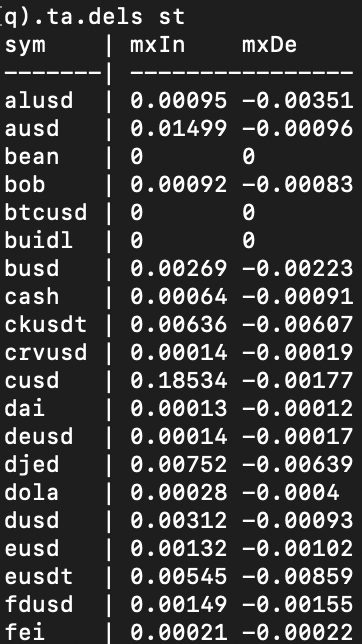 q).ta.dels st
sym    | mxIn    mxDe
-------| ----------------
alusd  | 0.00095 -0.00351
ausd   | 0.01499 -0.00096
bean   | 0       0
bob    | 0.00092 -0.00083
btcusd | 0       0
buidl  | 0       0
busd   | 0.00269 -0.00223
cash   | 0.00064 -0.00091
ckusdt | 0.00636 -0.00607
crvusd | 0.00014 -0.00019
cusd   | 0.18534 -0.00177
dai    | 0.00013 -0.00012
deusd  | 0.00014 -0.00017
djed   | 0.00752 -0.00639
dola   | 0.00028 -0.0004
dusd   | 0.00312 -0.00093
eusd   | 0.00132 -0.00102
eusdt  | 0.00545 -0.00859
fdusd  | 0.00149 -0.00155
fei    | 0.00021 -0.00022